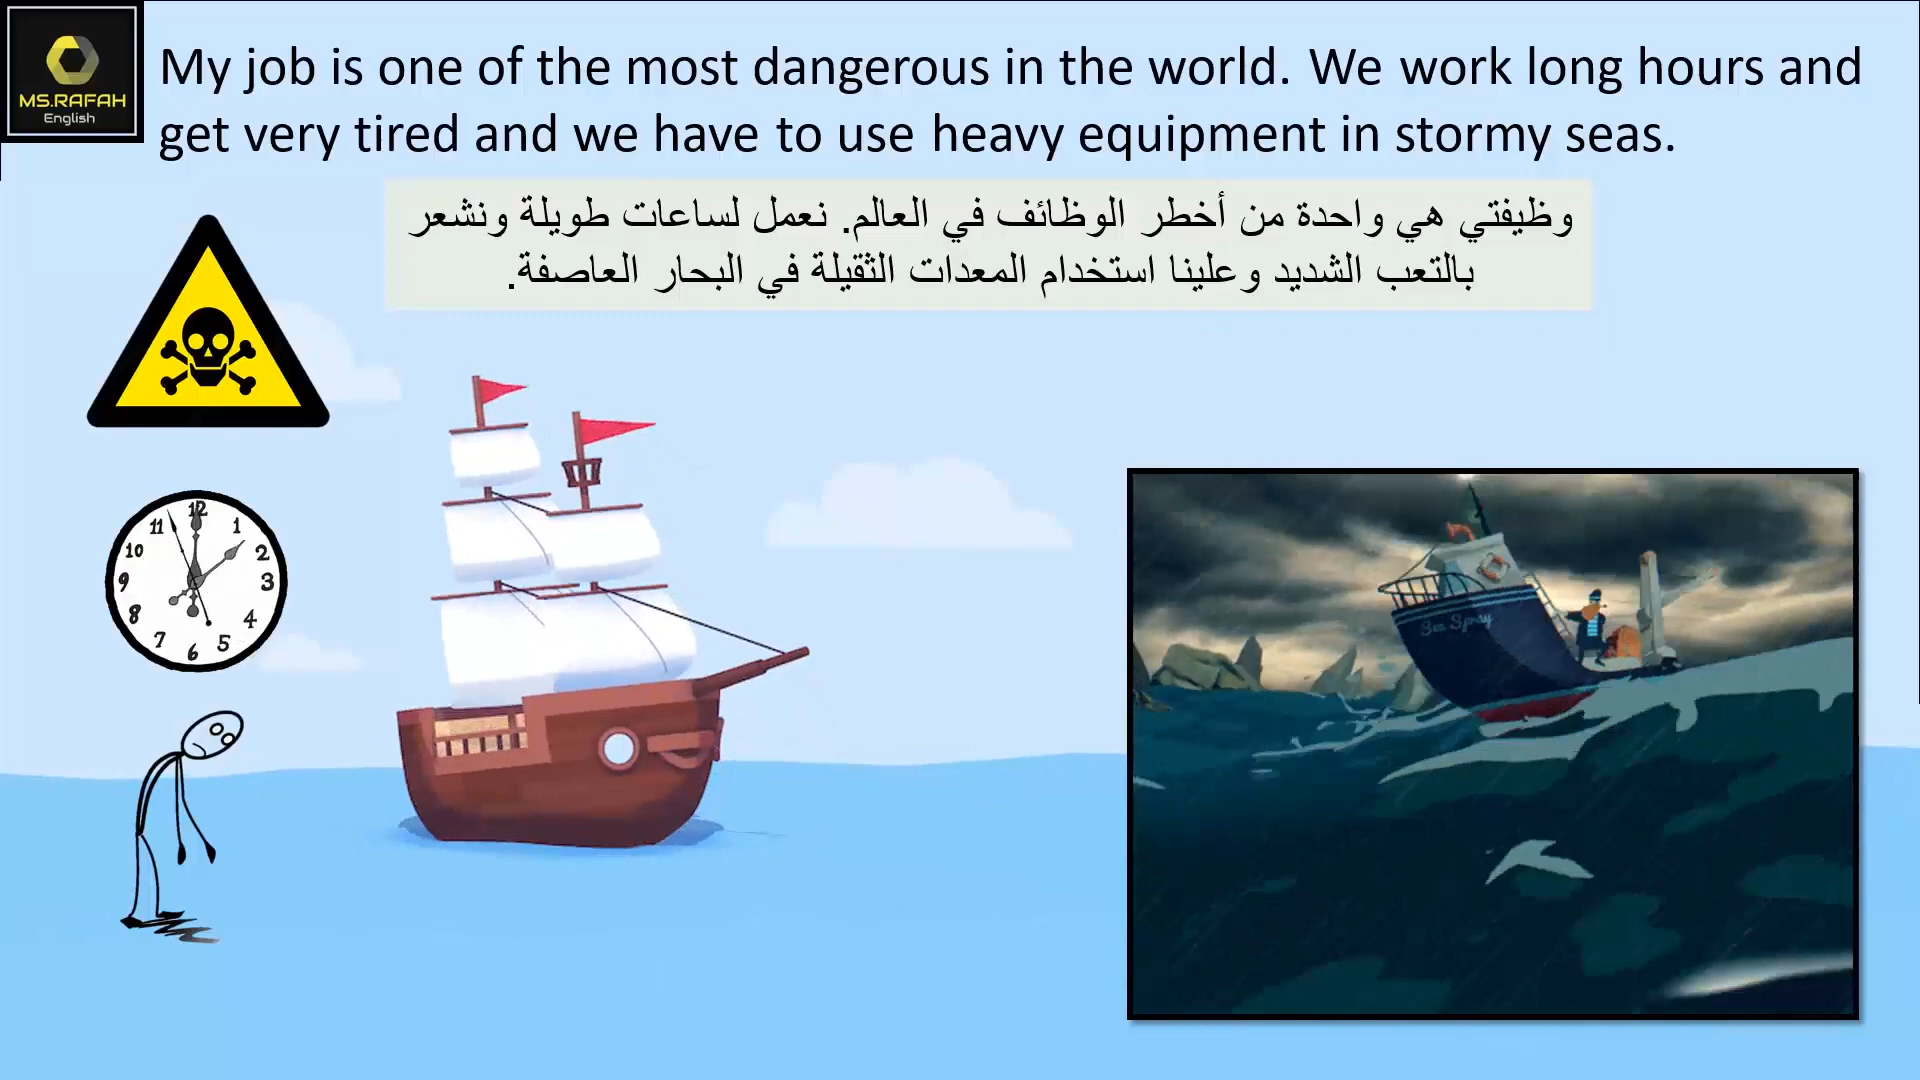 MS.RAFAH
English
My job is one of the most dangerous in the world. We work long hours and
get very tired and we have to use heavy equipment in stormy seas.
وظيفتي هي واحدة من أخطر الوظائف في العالم. نعمل لساعات طويلة ونشعر
بالتعب الشديد وعلينا استخدام المعدات الثقيلة في البحار العاصفة.
12
11 1
10 2
9 3
8 4
7 5
6
Sea Spray